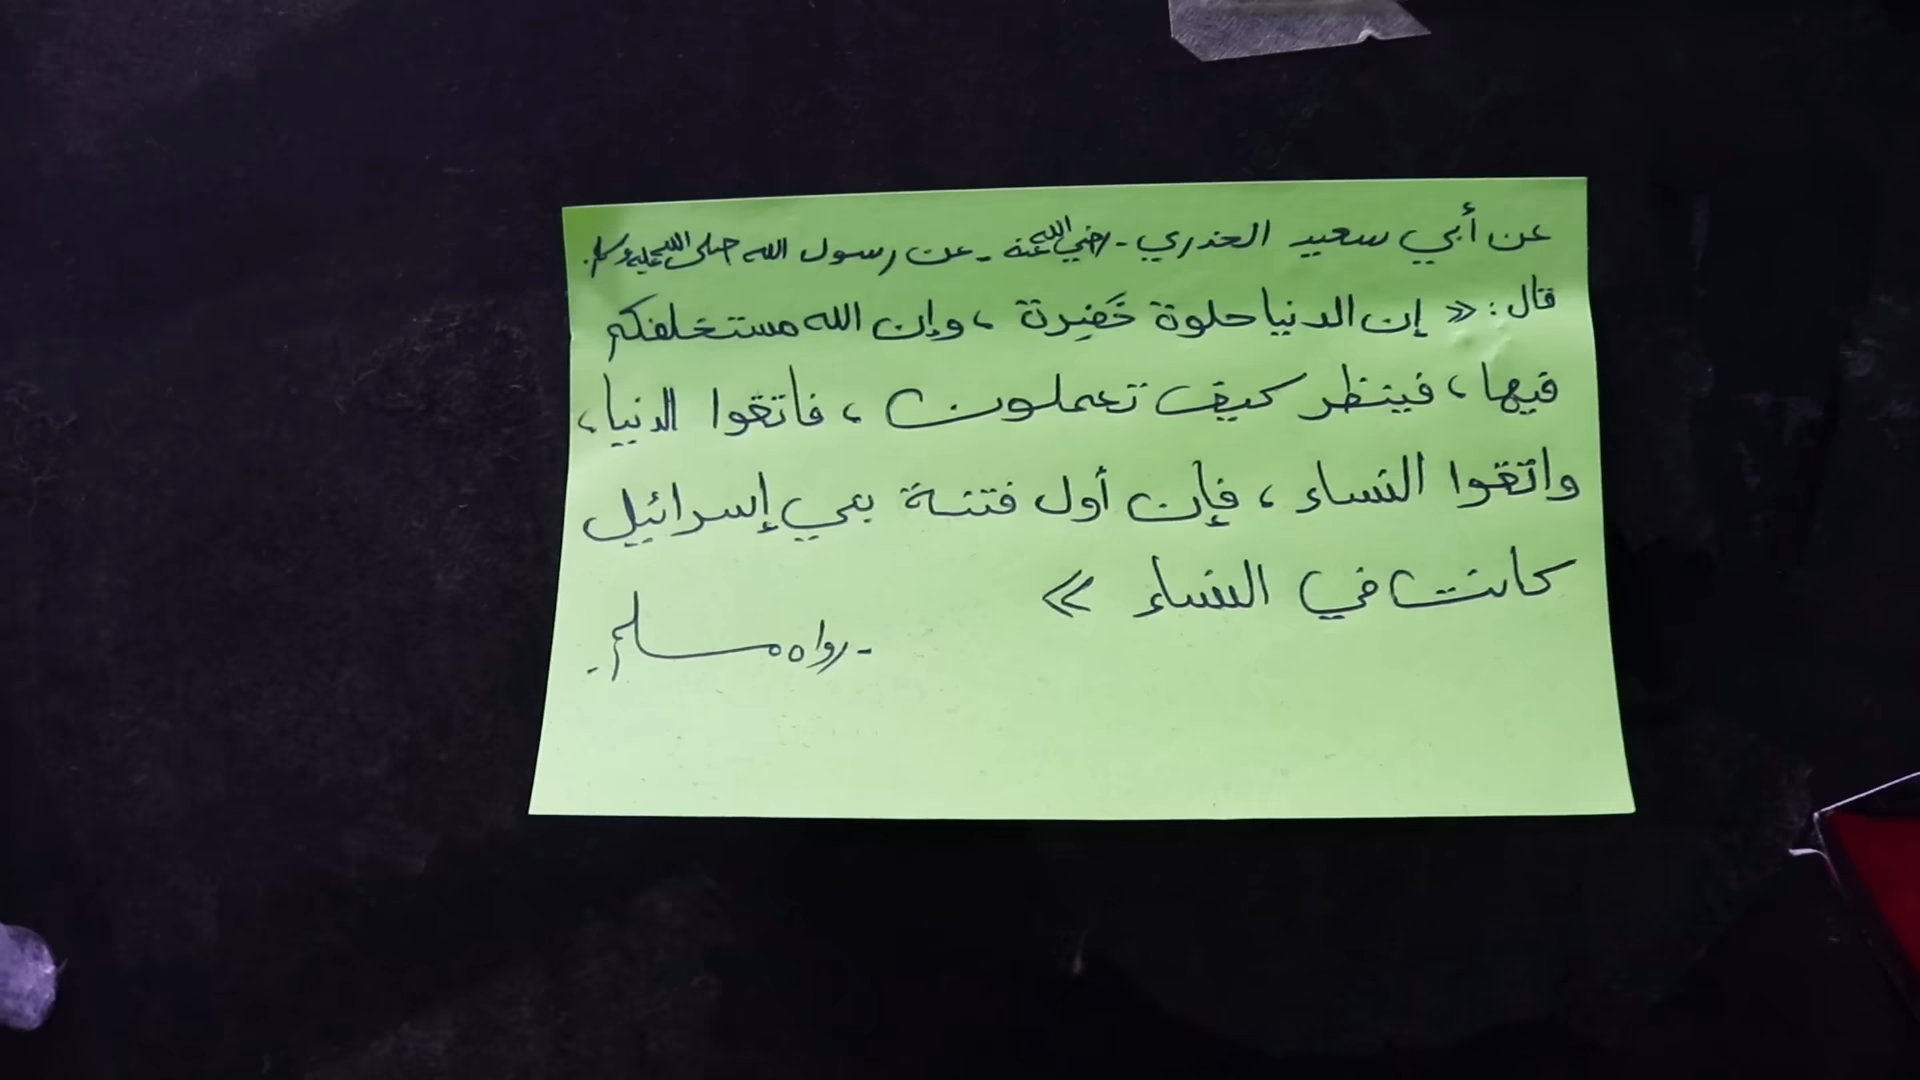 عن أبي سعيد الخدري - رضي الله عنه - عن رسول الله صلى الله عليه وسلم.
قال: « إن الدنيا حلوة خَضِرة ، وإن الله مستخلفكم
فيها ، فينظر كيف تعملون ، فاتقوا الدنيا ،
واتقوا النساء ، فإن أول فتنة بني إسرائيل
كانت في النساء »
- رواه مسلم.